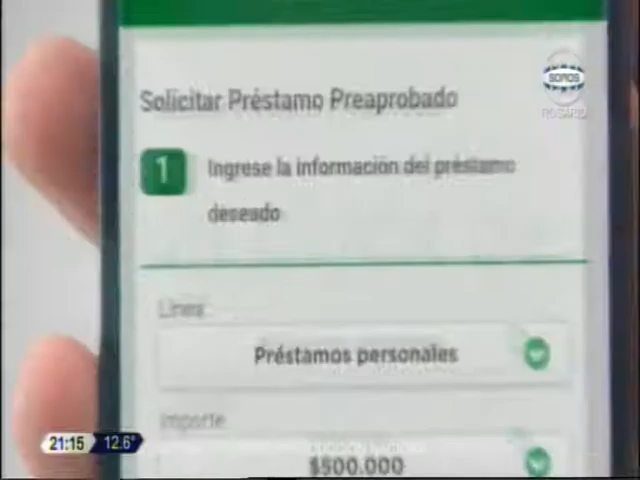 Solicitar Préstamo Preaprobado
SOMOS
ROSARIO
1
Ingrese la información del préstamo
deseado
Línea
Préstamos personales
Importe
$500.000
21:15 12.6°